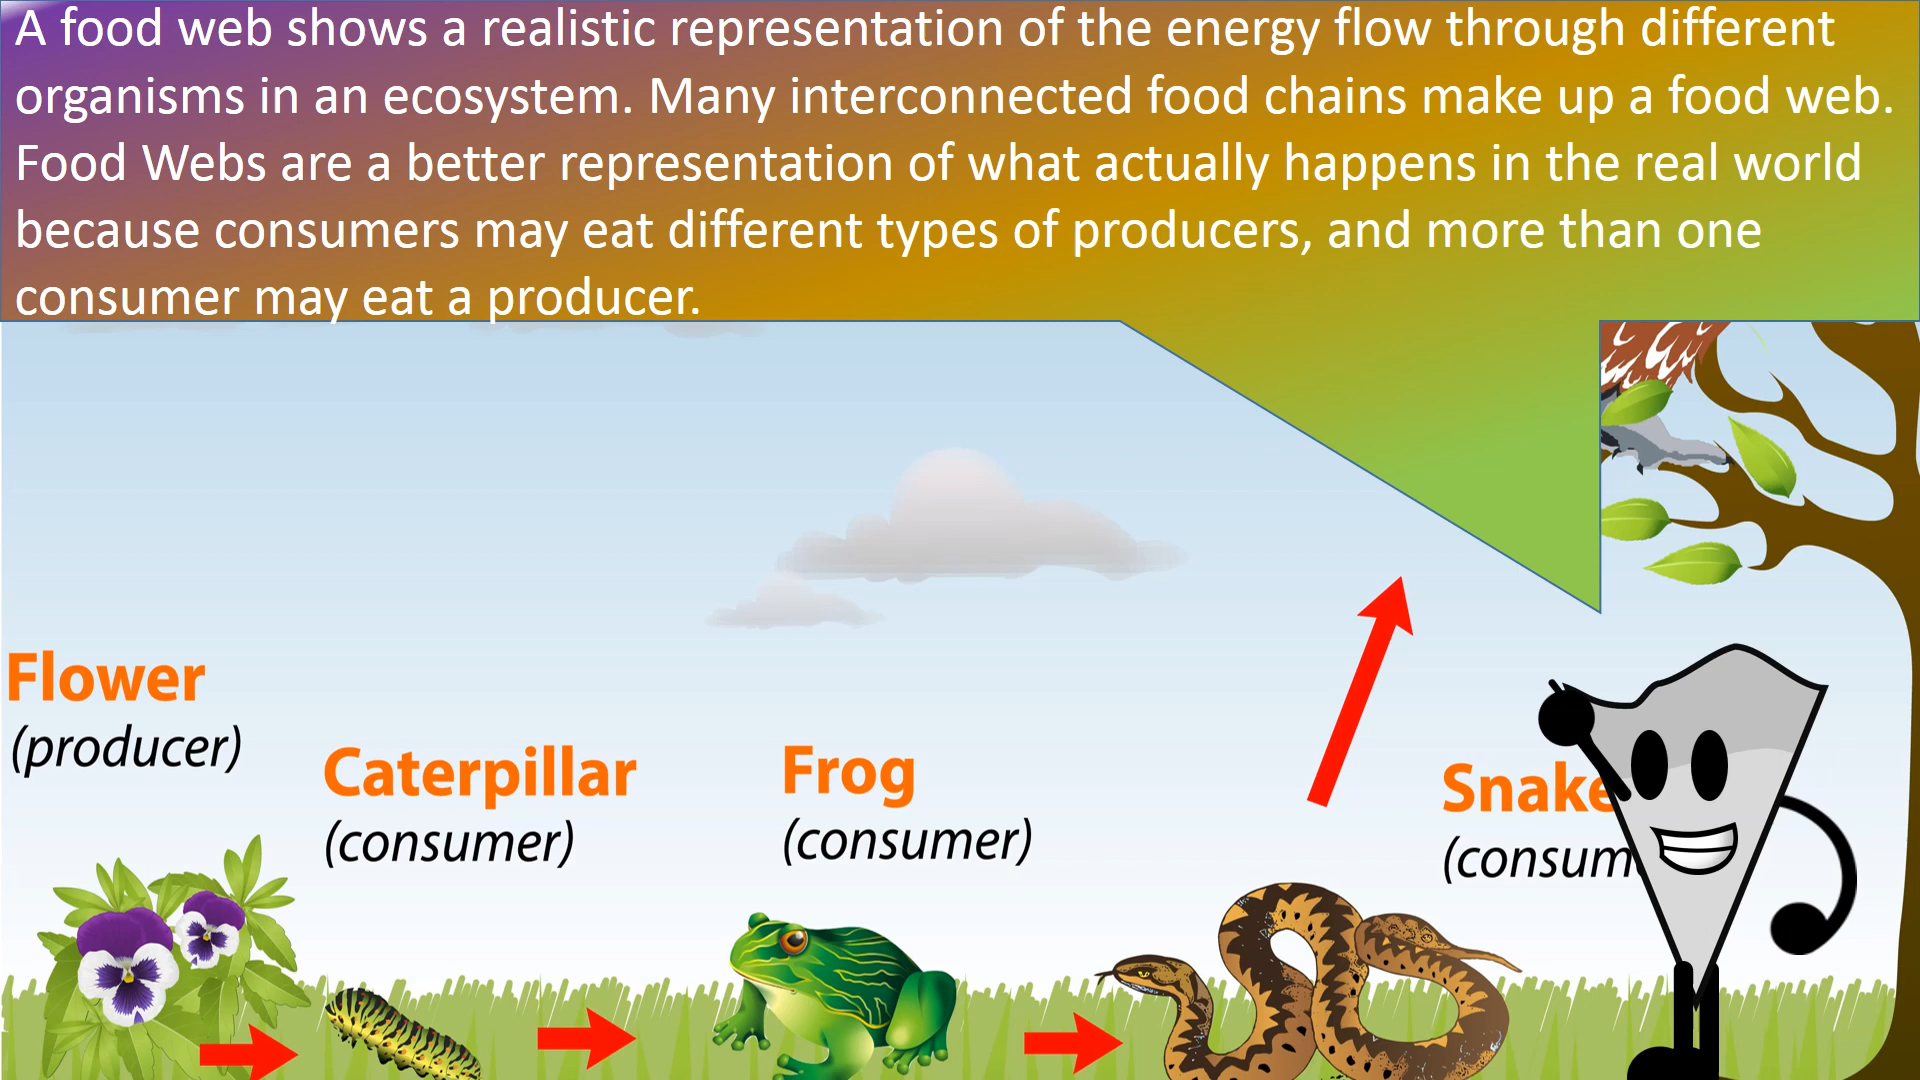 A food web shows a realistic representation of the energy flow through different
organisms in an ecosystem. Many interconnected food chains make up a food web.
Food Webs are a better representation of what actually happens in the real world
because consumers may eat different types of producers, and more than one
consumer may eat a producer.
Flower
(producer)
Caterpillar
(consumer)
Frog
(consumer)
Snake
(consum